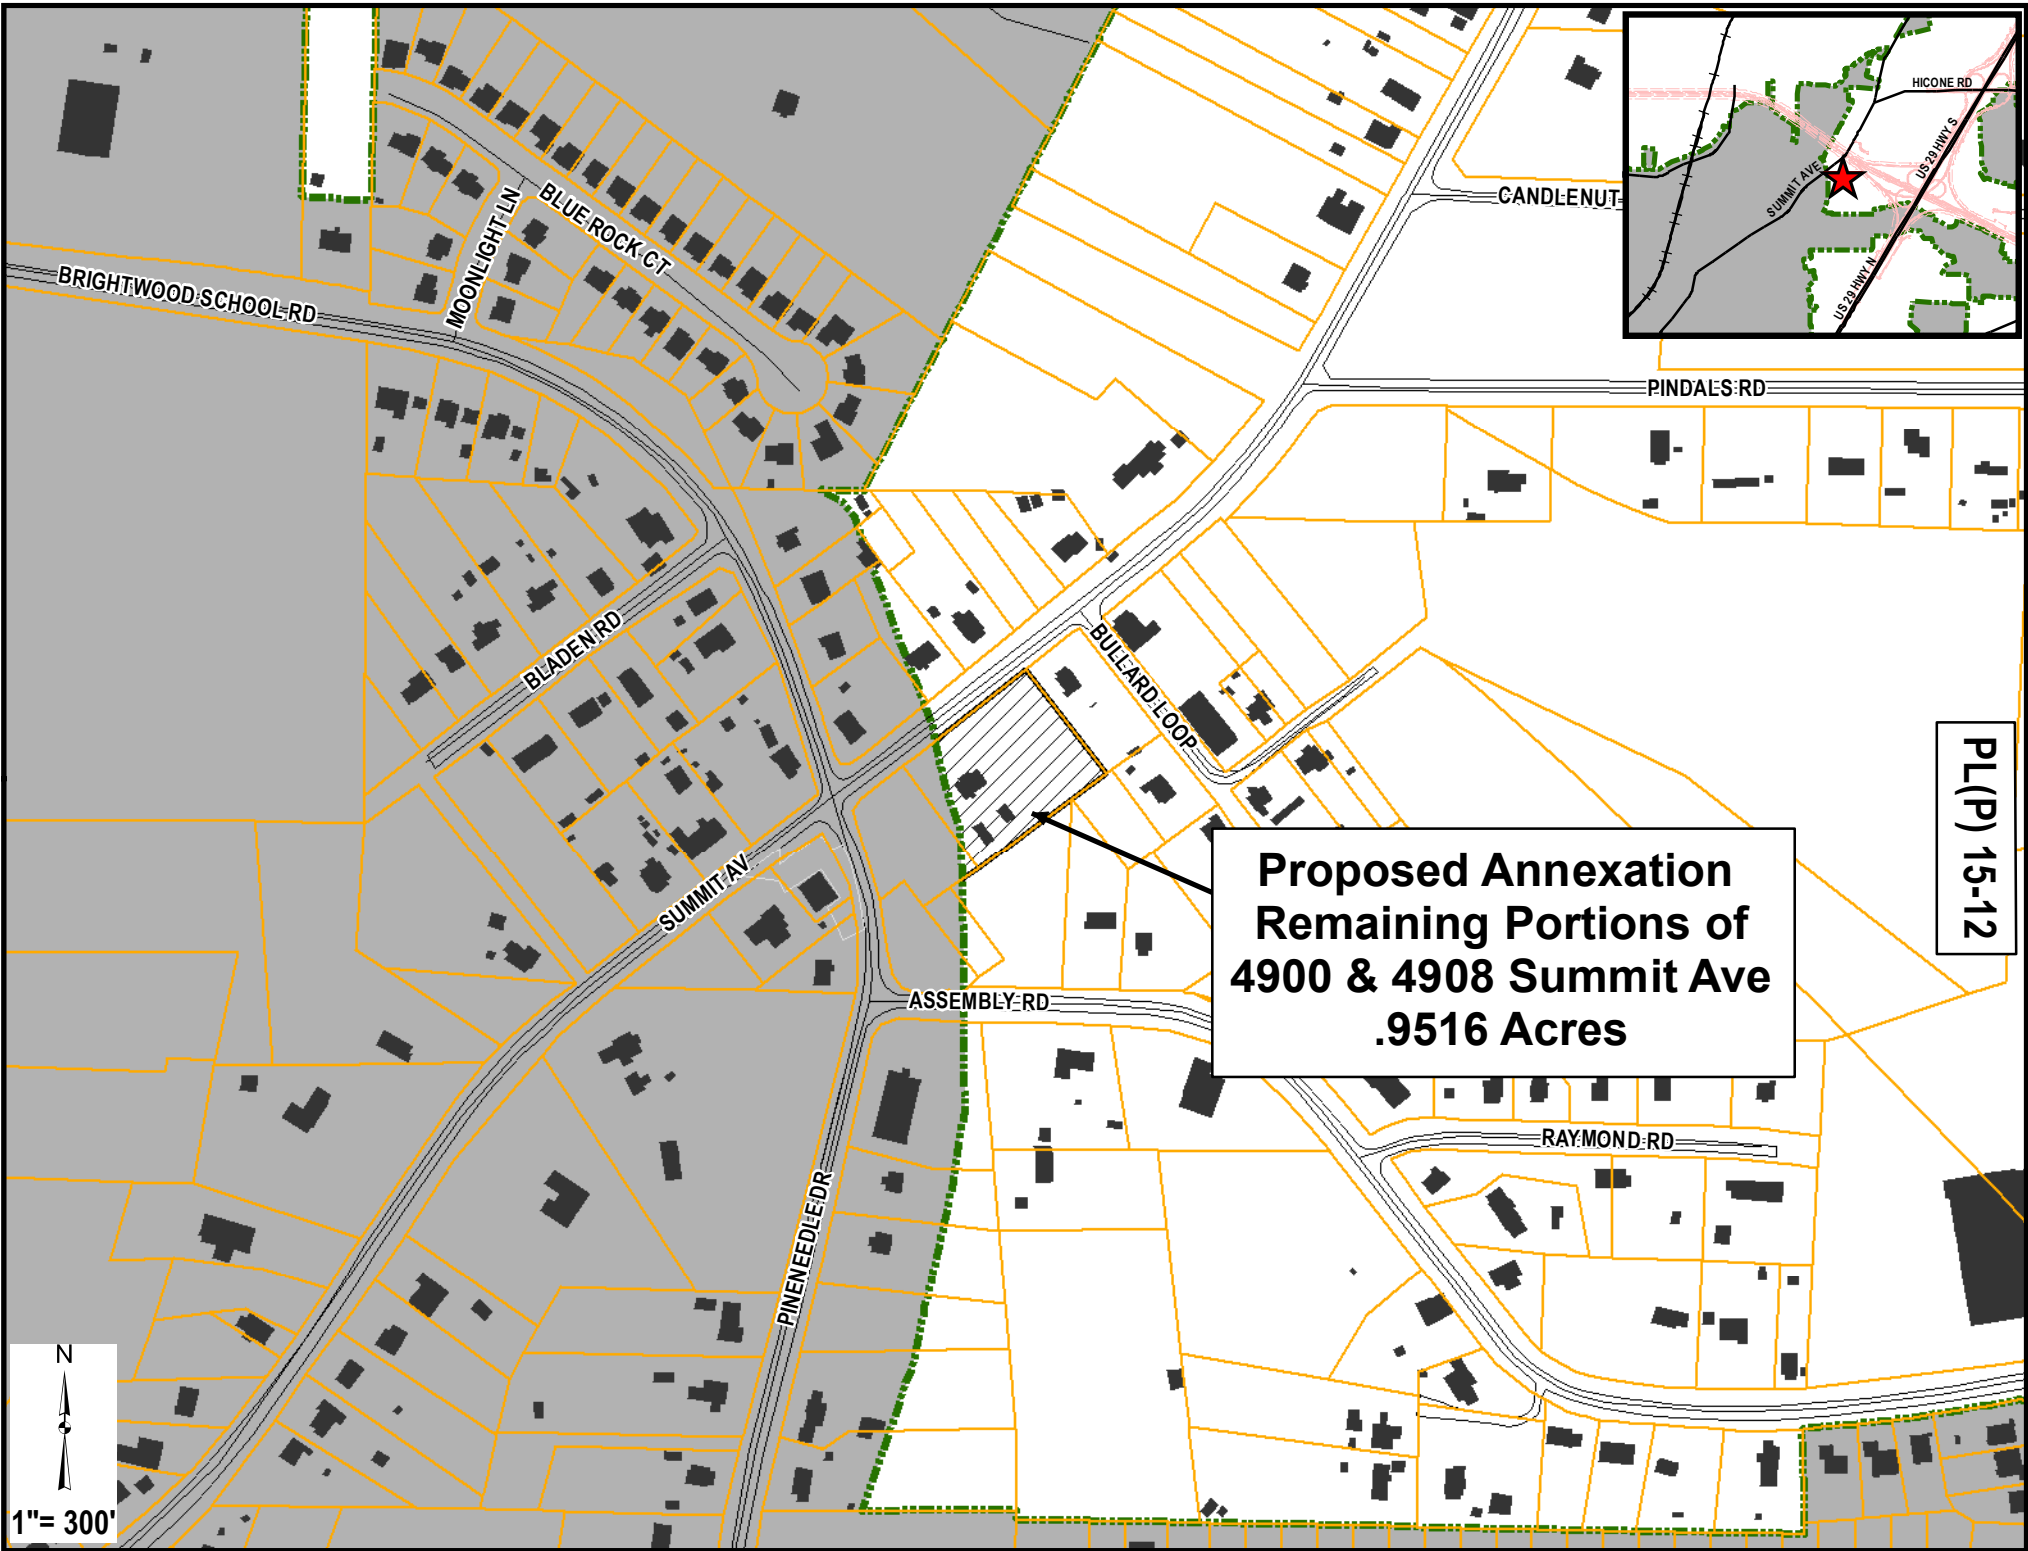 HICONE RD
US 29 HWY S
SUMMIT AVE
US 29 HWY N
CANDLENUT
MOONLIGHT LN
BLUE ROCK CT
BRIGHTWOOD SCHOOL RD
PINDALS RD
BLADEN RD
BULLARD LOOP
SUMMIT AV
PL(P) 15-12
Proposed Annexation
Remaining Portions of
4900 & 4908 Summit Ave
.9516 Acres
ASSEMBLY RD
RAYMOND RD
PINENEEDLE DR
N
1"= 300'